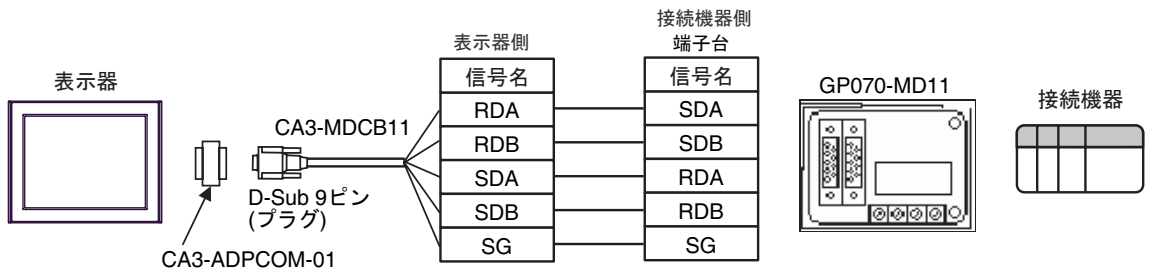 表示器
CA3-ADPCOM-01
CA3-MDCB11
D-Sub 9ピン
(プラグ)
表示器側
信号名
RDA
RDB
SDA
SDB
SG
接続機器側
端子台
信号名
SDA
SDB
RDA
RDB
SG
GP070-MD11
接続機器